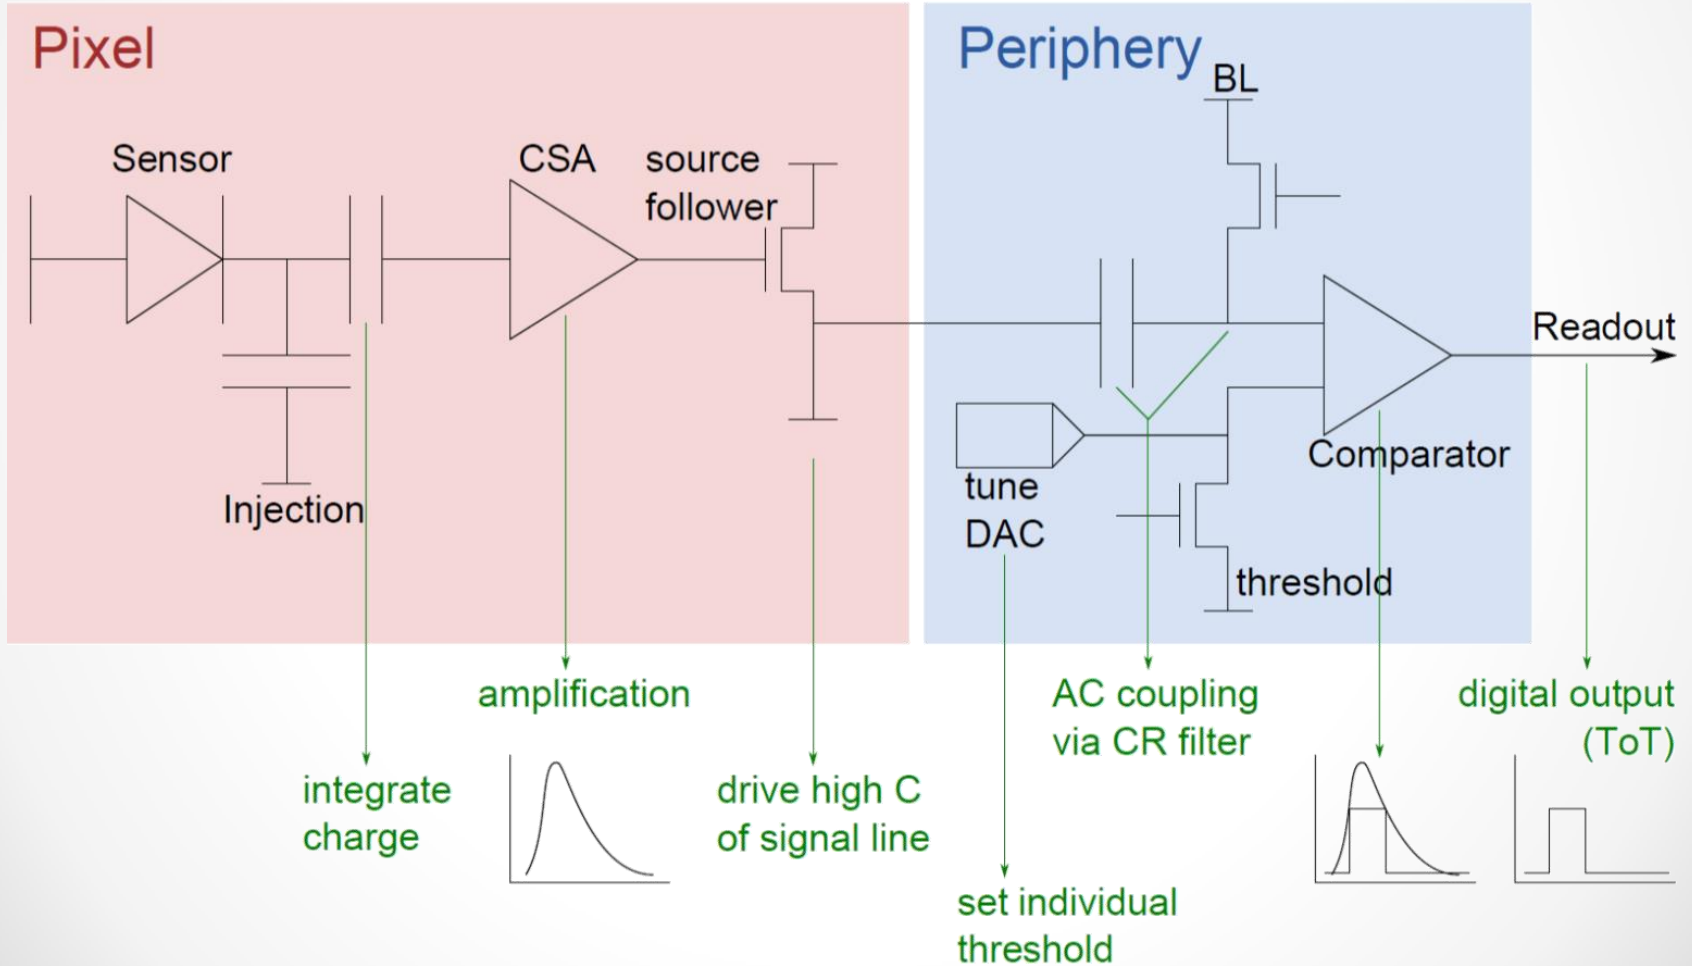 Pixel
Periphery
BL
Sensor
CSA
source
follower
Readout
Comparator
tune
DAC
Injection
threshold
amplification
AC coupling
via CR filter
digital output
(ToT)
integrate
charge
drive high C
of signal line
set individual
threshold